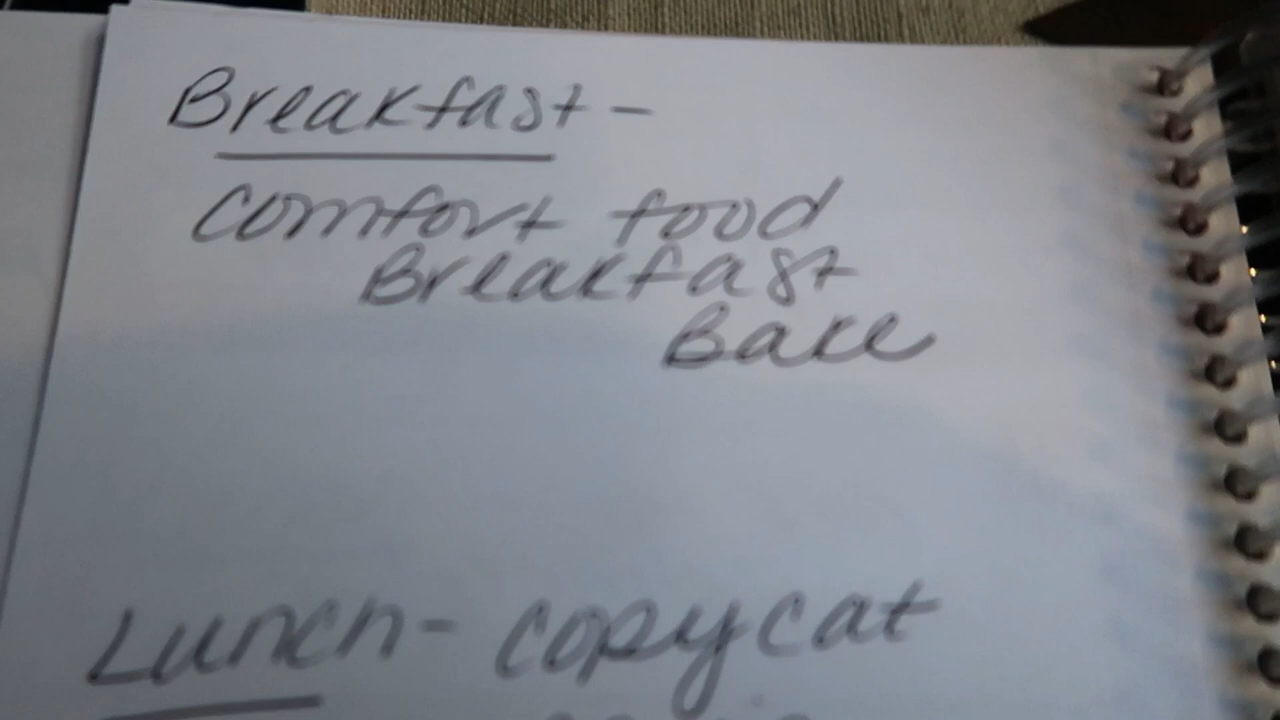 Breakfast-
Comfort food
Breakfast
Bake
Lunch- copycat